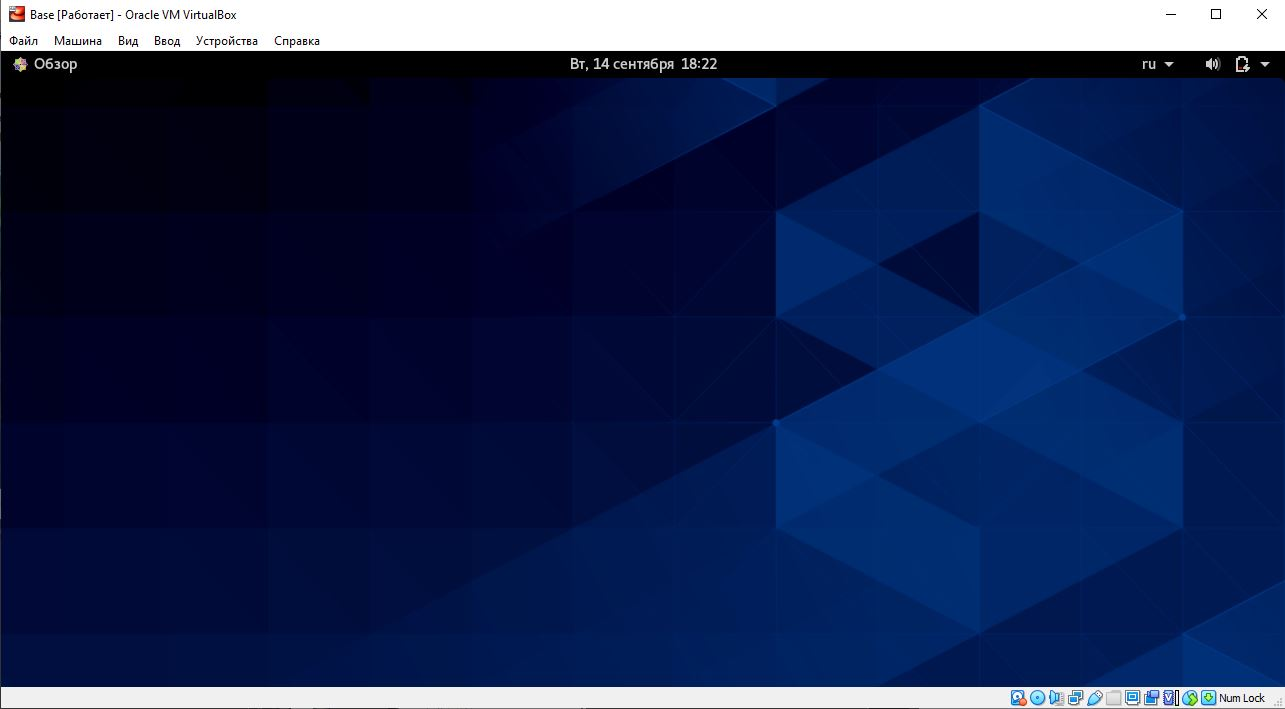 Base [Работает] - Oracle VM VirtualBox
Файл Машина Вид Ввод Устройства Справка
Обзор Вт, 14 сентября 18:22 ru
Num Lock